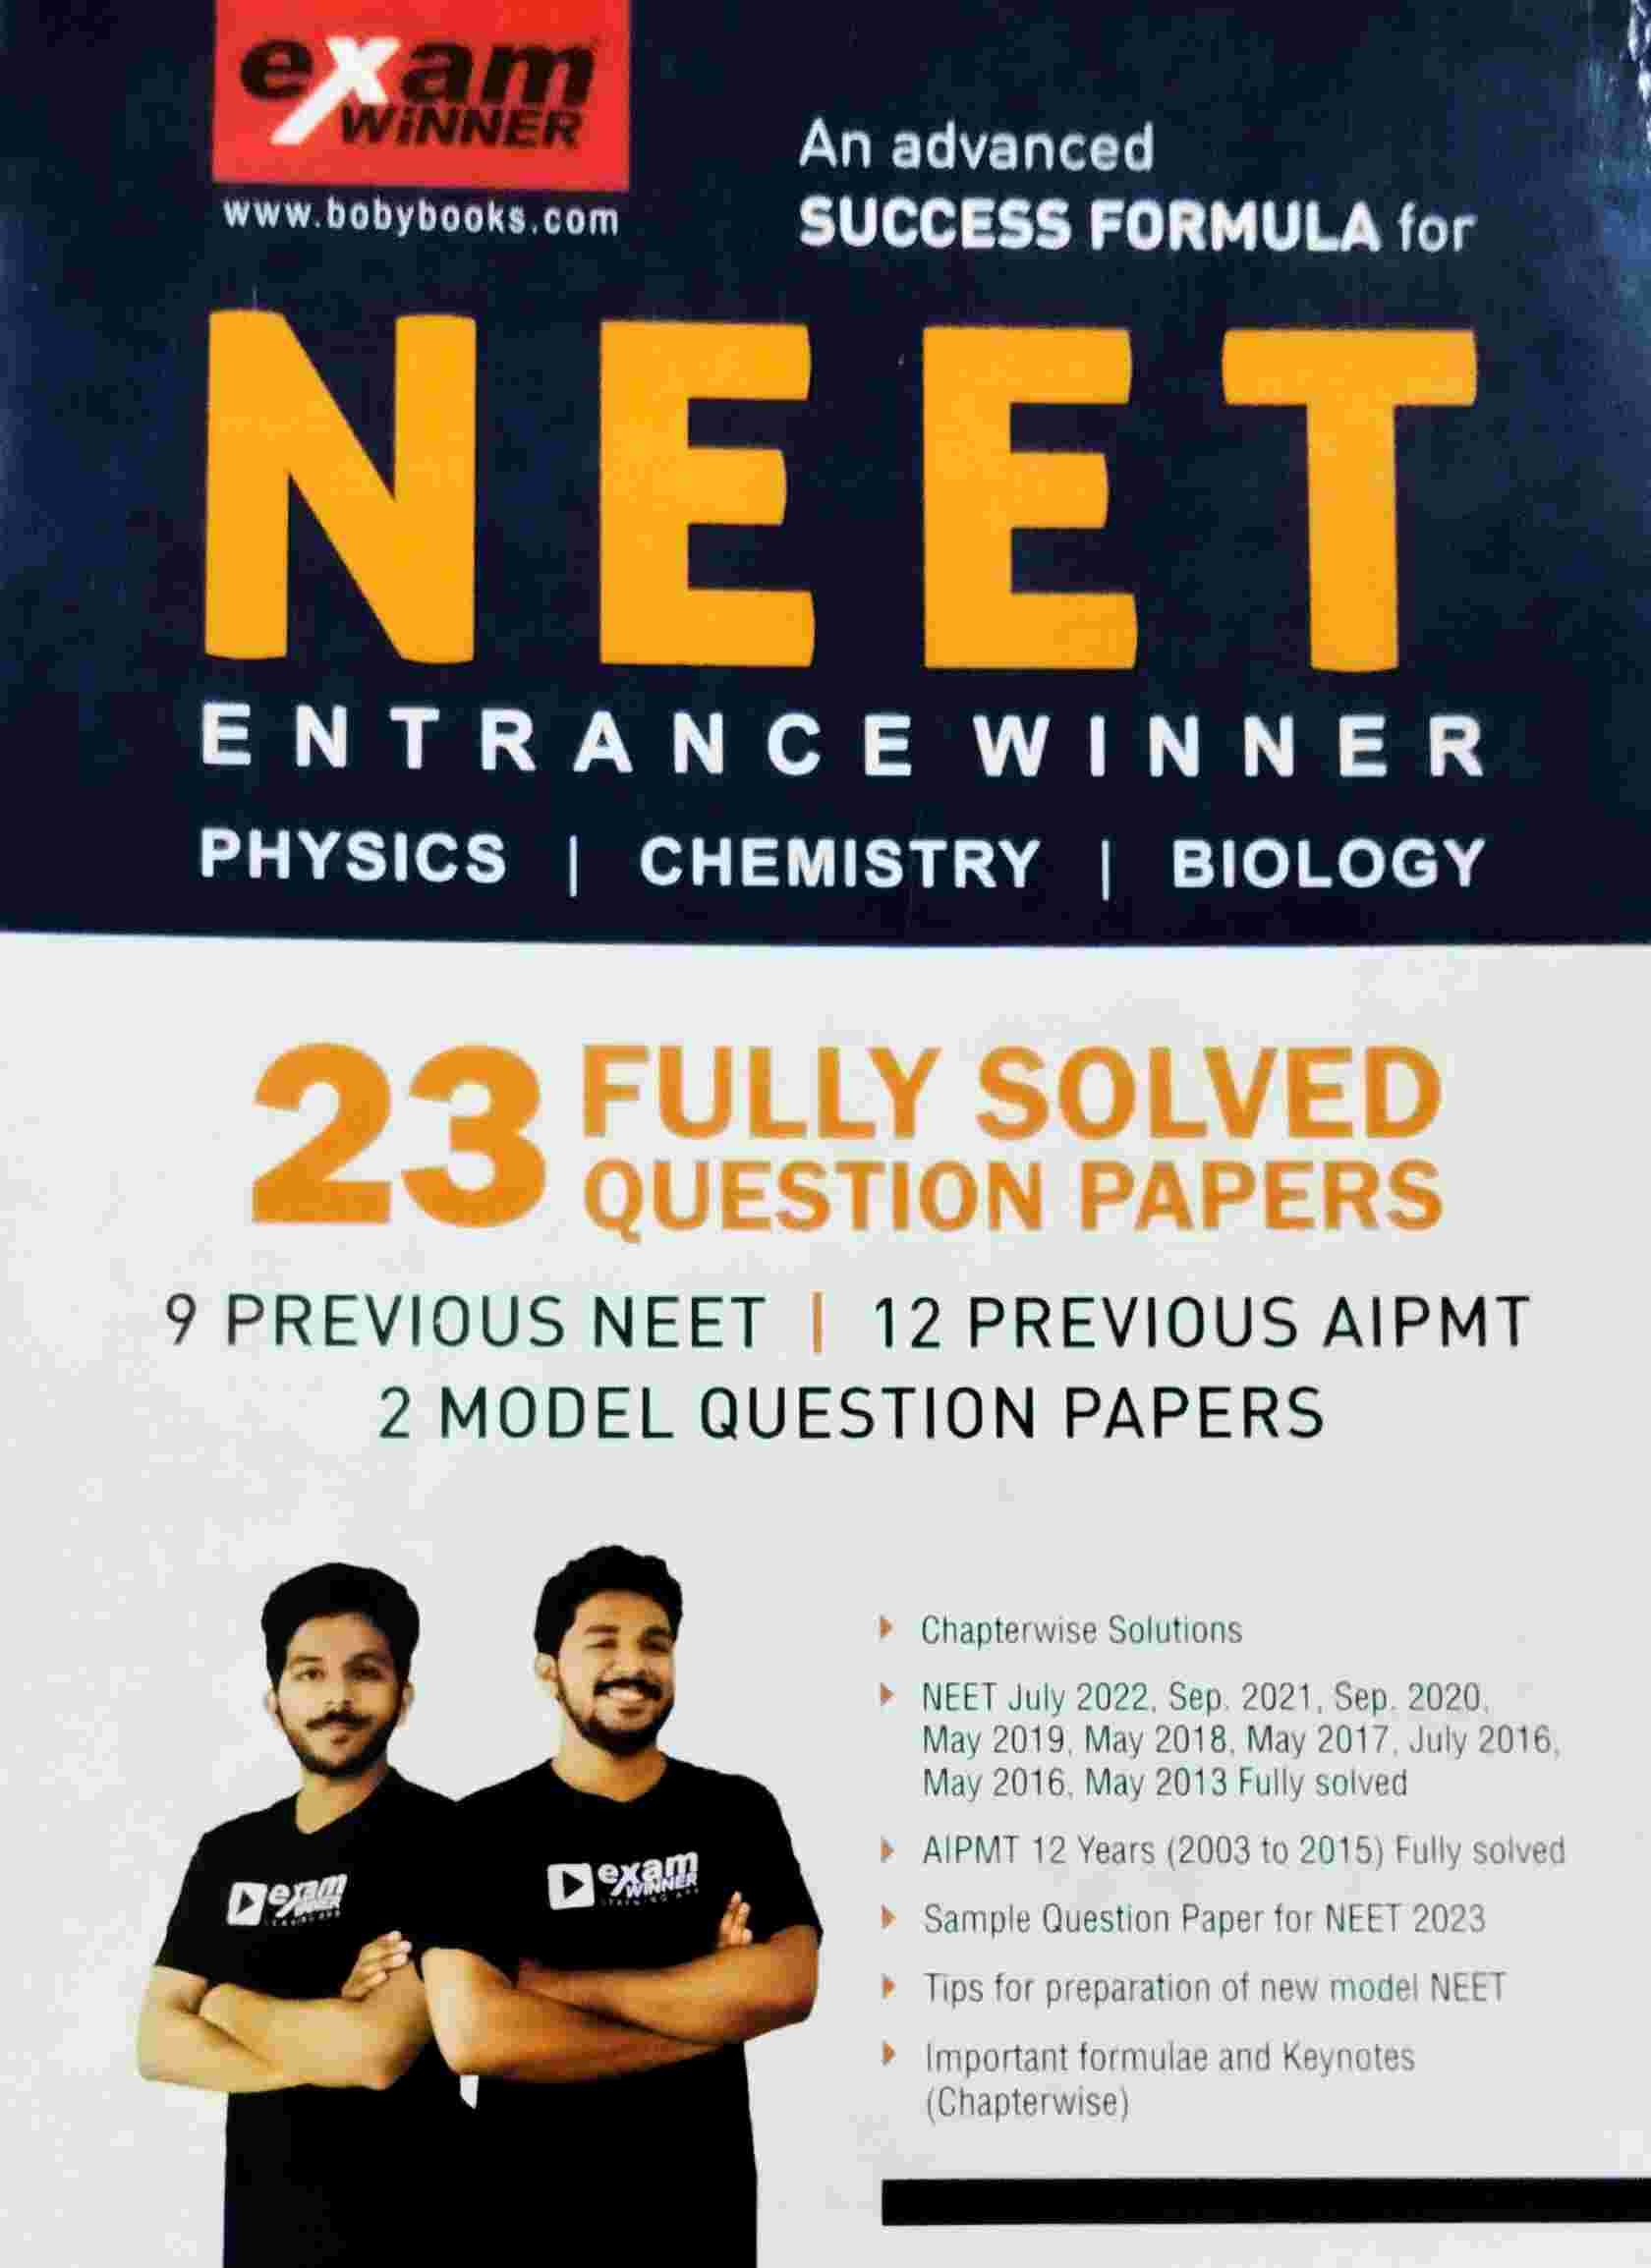 exam
WiNNER
www.bobybooks.com
An advanced
SUCCESS FORMULA for
NEET
ENTRANCE WINNER
PHYSICS | CHEMISTRY | BIOLOGY
23 FULLY SOLVED
QUESTION PAPERS
9 PREVIOUS NEET | 12 PREVIOUS AIPMT
2 MODEL QUESTION PAPERS
Chapterwise Solutions
NEET July 2022, Sep. 2021, Sep. 2020,
May 2019, May 2018, May 2017, July 2016,
May 2016, May 2013 Fully solved
AIPMT 12 Years (2003 to 2015) Fully solved
Sample Question Paper for NEET 2023
Tips for preparation of new model NEET
Important formulae and Keynotes
(Chapterwise)
exam
WINNER
exam
WINNER